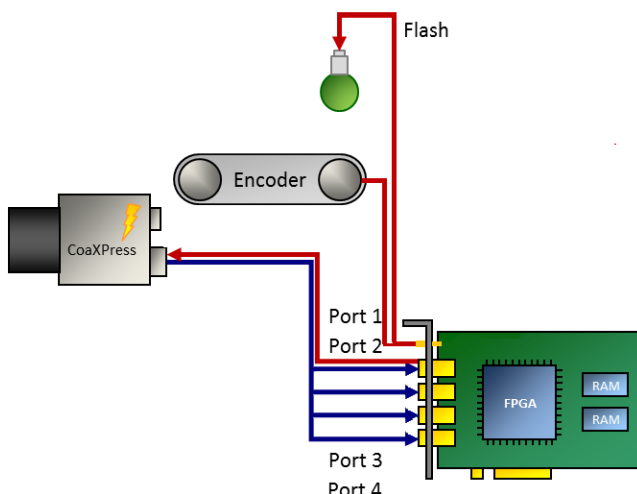 Flash
Encoder
CoaXPress
Port 1
Port 2
FPGA
RAM
RAM
Port 3
Port 4